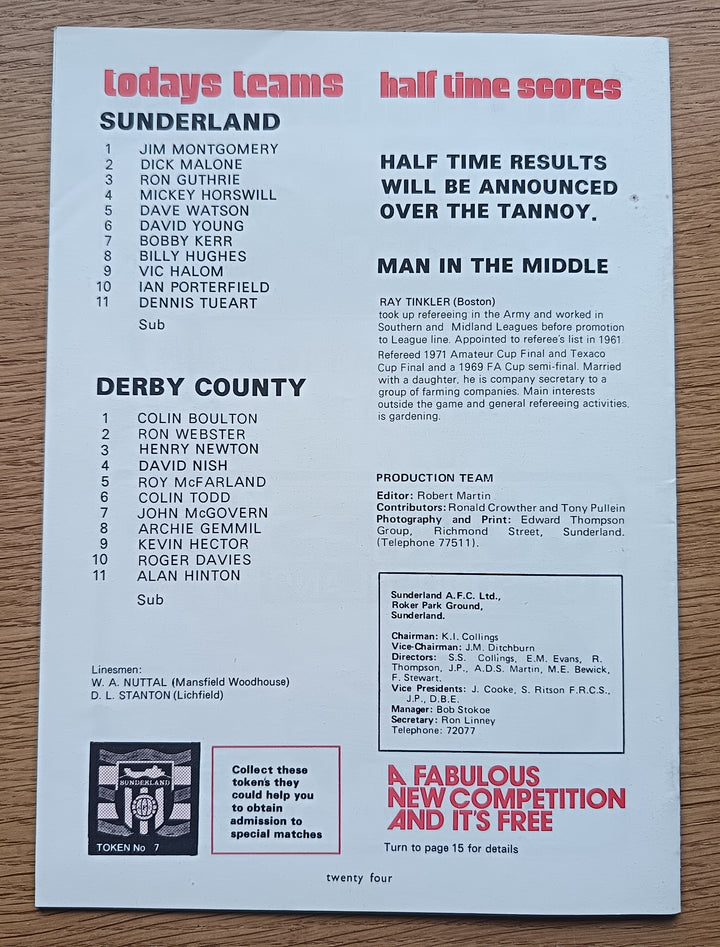 todays teams
SUNDERLAND
1 JIM MONTGOMERY
2 DICK MALONE
3 RON GUTHRIE
4 MICKEY HORSWILL
5 DAVE WATSON
6 DAVID YOUNG
7 BOBBY KERR
8 BILLY HUGHES
9 VIC HALOM
10 IAN PORTERFIELD
11 DENNIS TUEART
Sub
DERBY COUNTY
1 COLIN BOULTON
2 RON WEBSTER
3 HENRY NEWTON
4 DAVID NISH
5 ROY McFARLAND
6 COLIN TODD
7 JOHN McGOVERN
8 ARCHIE GEMMIL
9 KEVIN HECTOR
10 ROGER DAVIES
11 ALAN HINTON
Sub
Linesmen:
W. A. NUTTAL (Mansfield Woodhouse)
D. L. STANTON (Lichfield)
SUNDERLAND
TOKEN No 7
Collect these
token's they
could help you
to obtain
admission to
special matches
half time scores
HALF TIME RESULTS
WILL BE ANNOUNCED
OVER THE TANNOY.
MAN IN THE MIDDLE
RAY TINKLER (Boston)
took up refereeing in the Army and worked in
Southern and Midland Leagues before promotion
to League line. Appointed to referee's list in 1961
Refereed 1971 Amateur Cup Final and Texaco
Cup Final and a 1969 FA Cup semi-final. Married
with a daughter, he is company secretary to a
group of farming companies. Main interests
outside the game and general refereeing activities,
is gardening.
PRODUCTION TEAM
Editor: Robert Martin
Contributors: Ronald Crowther and Tony Pullein
Photography and Print: Edward Thompson
Group, Richmond Street, Sunderland.
(Telephone 77511).
Sunderland A.F.C. Ltd.,
Roker Park Ground,
Sunderland.
Chairman: K.I. Collings
Vice-Chairman: J.M. Ditchburn
Directors: S.S. Collings, E.M. Evans, R.
Thompson, J.P., A.D.S. Martin, M.E. Bewick,
F. Stewart.
Vice Presidents: J. Cooke, S. Ritson F.R.C.S.,
J.P., D.B.E.
Manager: Bob Stokoe
Secretary: Ron Linney
Telephone: 72077
A FABULOUS
NEW COMPETITION
AND IT'S FREE
Turn to page 15 for details
twenty four